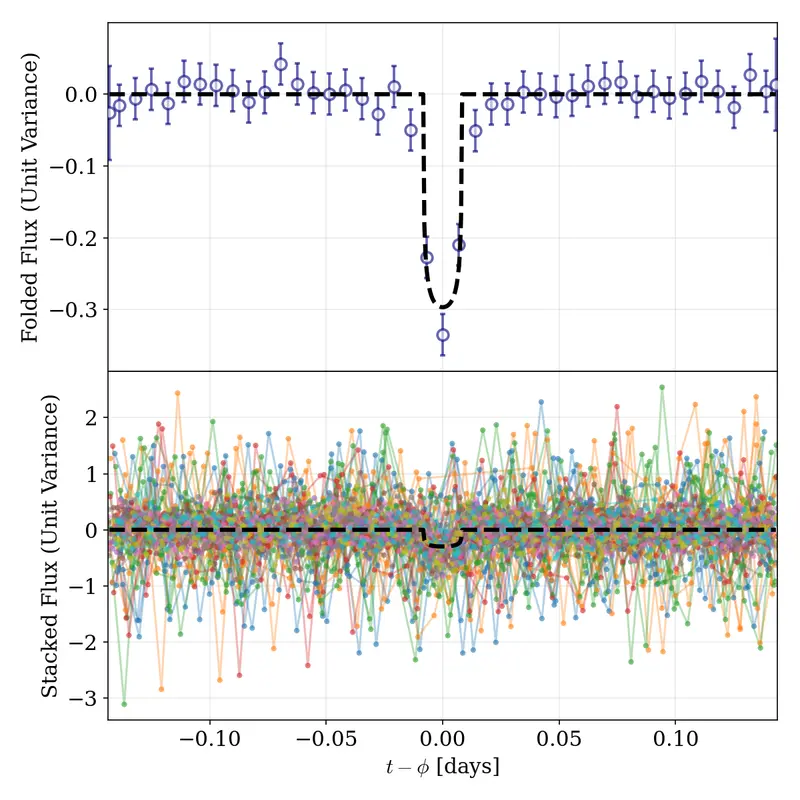 Folded Flux (Unit Variance)
0.0
−0.1
−0.2
−0.3
Stacked Flux (Unit Variance)
2
1
0
−1
−2
−3
−0.10 −0.05 0.00 0.05 0.10
t − ϕ [days]